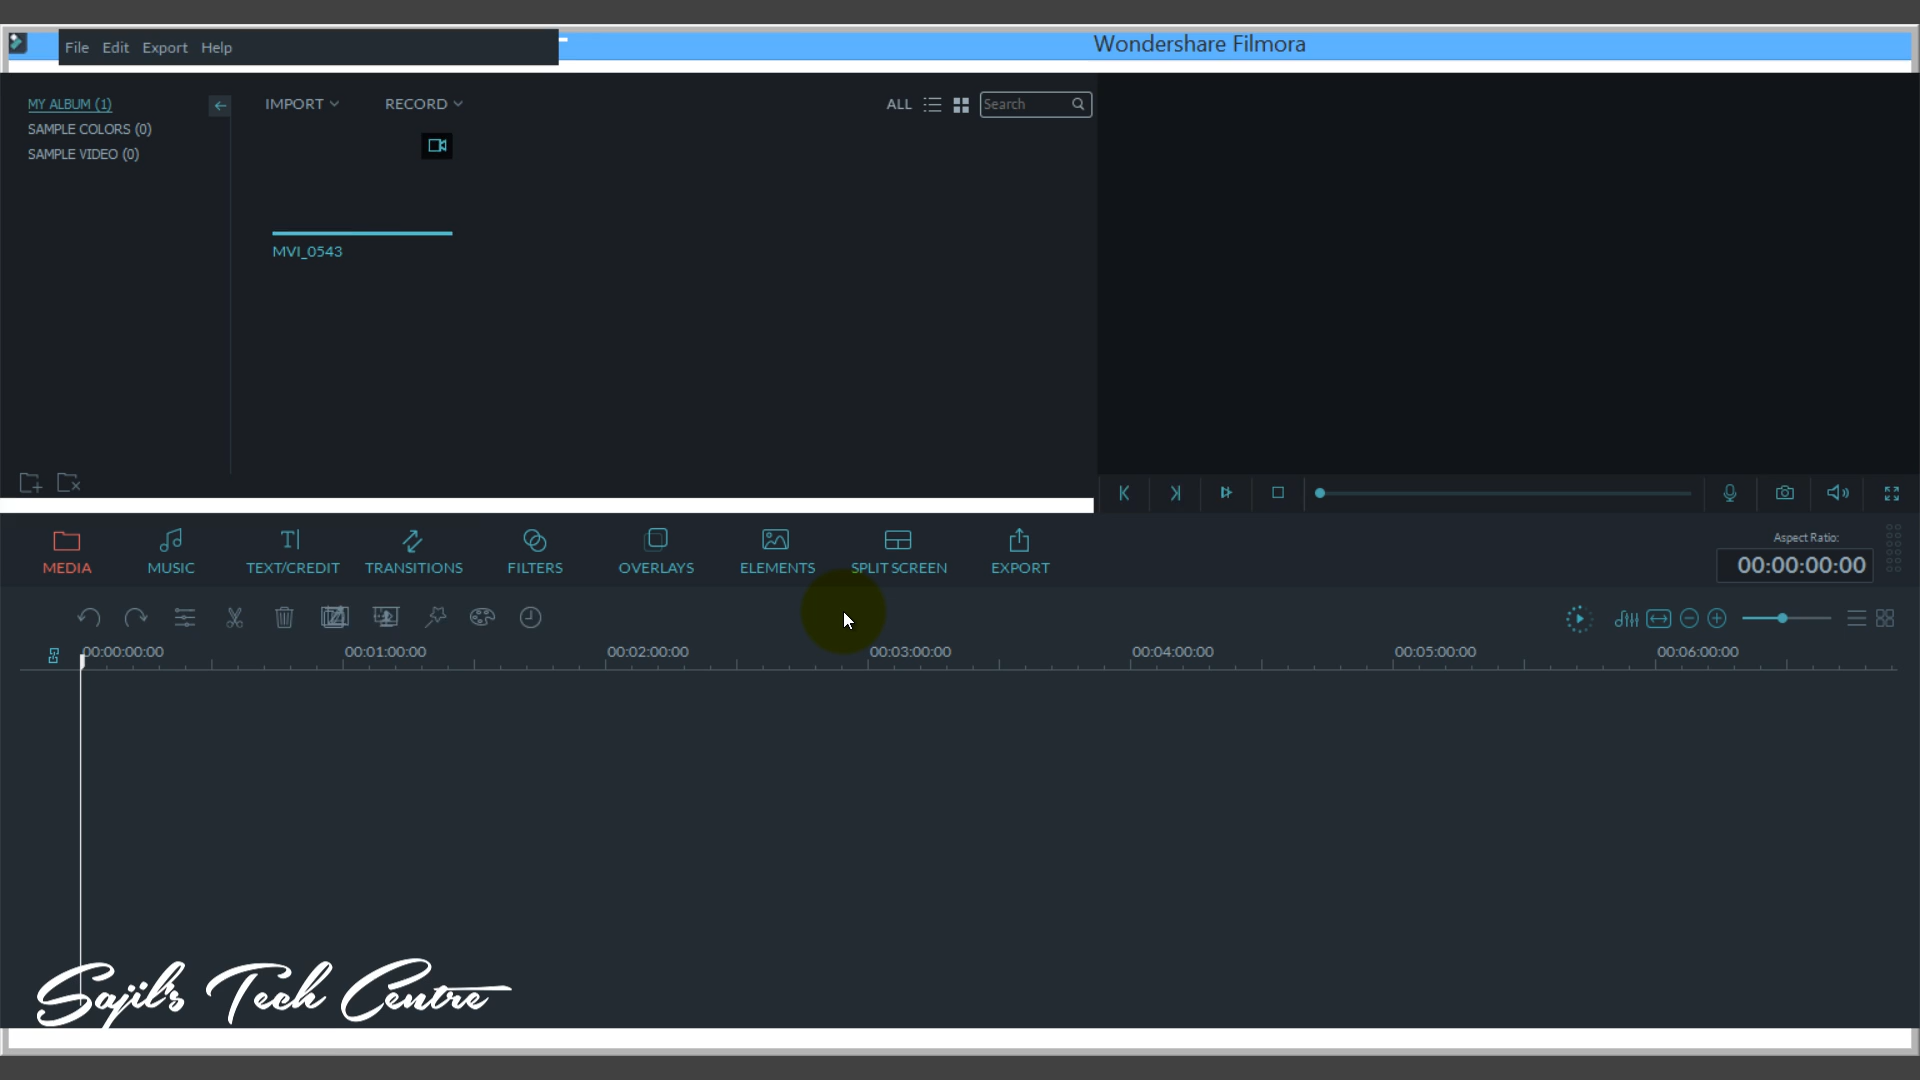 File Edit Export Help
Wondershare Filmora
MY ALBUM (1)
SAMPLE COLORS (0)
SAMPLE VIDEO (0)
IMPORT
RECORD
ALL
Search
MVI_0543
MEDIA
MUSIC
TEXT/CREDIT
TRANSITIONS
FILTERS
OVERLAYS
ELEMENTS
SPLIT SCREEN
EXPORT
Aspect Ratio:
00:00:00:00
00:00:00:00
00:01:00:00
00:02:00:00
00:03:00:00
00:04:00:00
00:05:00:00
00:06:00:00
Sajil's Tech Centre